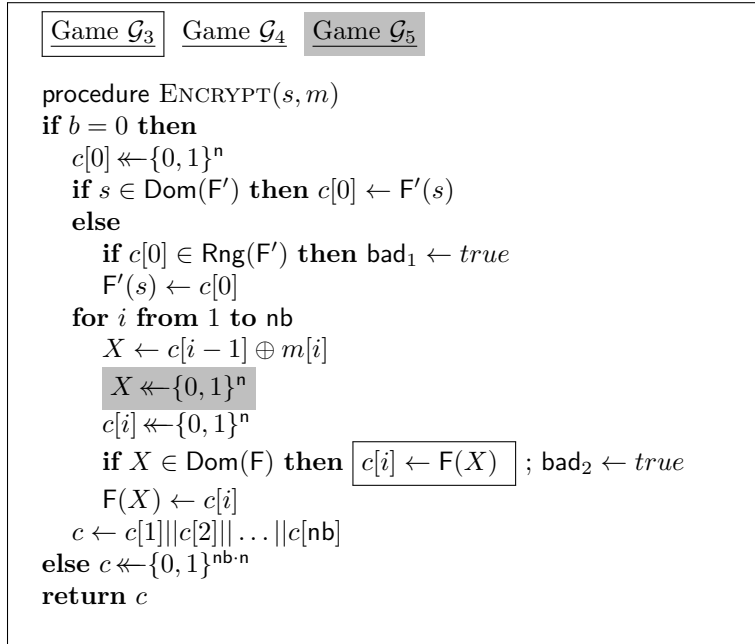 Game 𝒢₃ Game 𝒢₄ Game 𝒢₅
procedure ENCRYPT(s, m)
if b = 0 then
c[0] ↞ {0, 1}ⁿ
if s ∈ Dom(F′) then c[0] ← F′(s)
else
if c[0] ∈ Rng(F′) then bad₁ ← true
F′(s) ← c[0]
for i from 1 to nb
X ← c[i − 1] ⊕ m[i]
X ↞ {0, 1}ⁿ
c[i] ↞ {0, 1}ⁿ
if X ∈ Dom(F) then c[i] ← F(X) ; bad₂ ← true
F(X) ← c[i]
c ← c[1]||c[2]|| . . . ||c[nb]
else c ↞ {0, 1}ⁿᵇ·ⁿ
return c